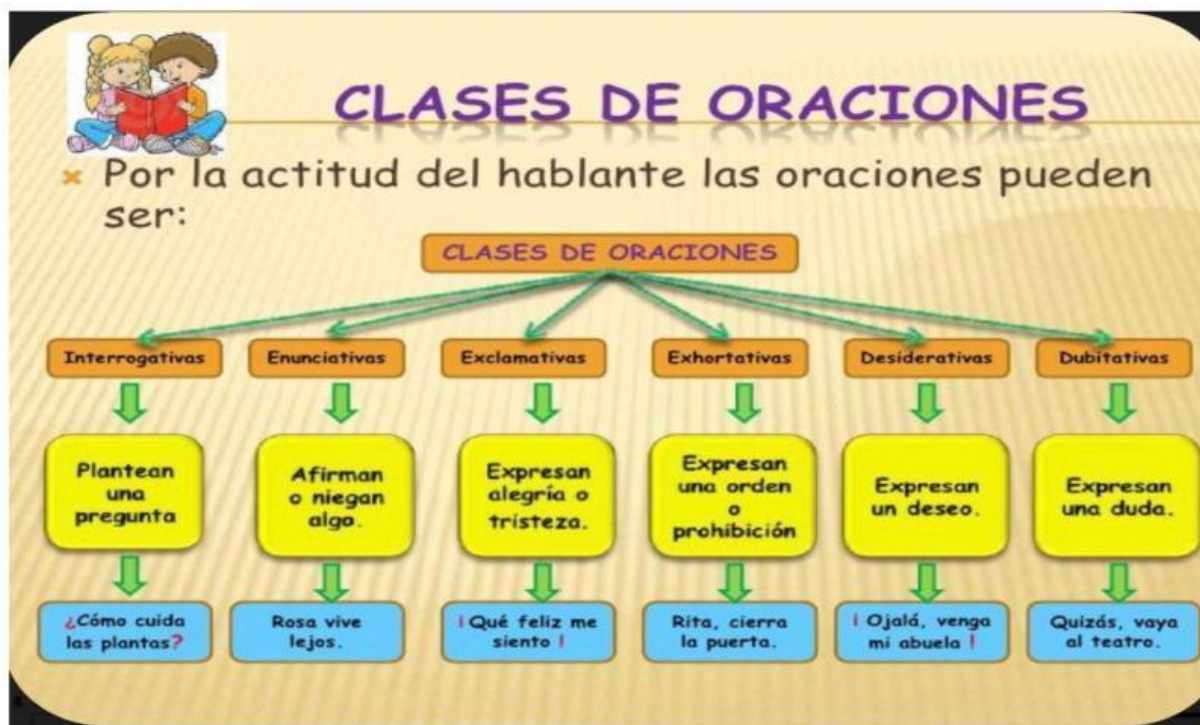 CLASES DE ORACIONES
Por la actitud del hablante las oraciones pueden
ser:
CLASES DE ORACIONES
Interrogativas
Enunciativas
Exclamativas
Exhortativas
Desiderativas
Dubitativas
Plantean
una
pregunta
Afirman
o niegan
algo.
Expresan
alegría o
tristeza.
Expresan
una orden
o
prohibición
Expresan
un deseo.
Expresan
una duda.
¿Cómo cuida
las plantas?
Rosa vive
lejos.
¡Qué feliz me
siento !
Rita, cierra
la puerta.
¡ Ojalá, venga
mi abuela !
Quizás, vaya
al teatro.